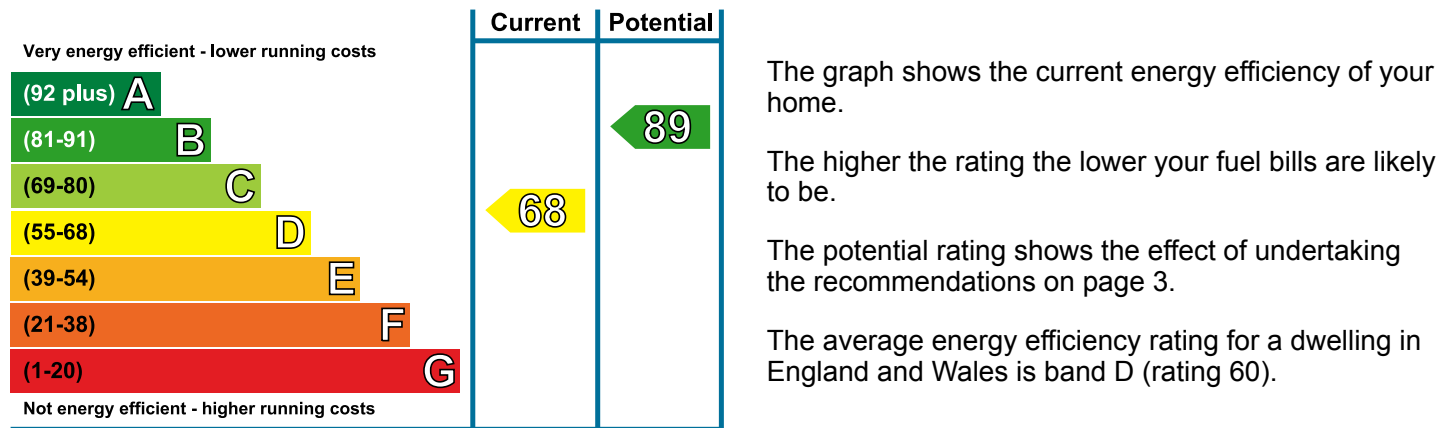 Current Potential
Very energy efficient - lower running costs
(92 plus) A
(81-91) B
89
(69-80) C
68
(55-68) D
(39-54) E
(21-38) F
(1-20) G
Not energy efficient - higher running costs
The graph shows the current energy efficiency of your
home.
The higher the rating the lower your fuel bills are likely
to be.
The potential rating shows the effect of undertaking
the recommendations on page 3.
The average energy efficiency rating for a dwelling in
England and Wales is band D (rating 60).